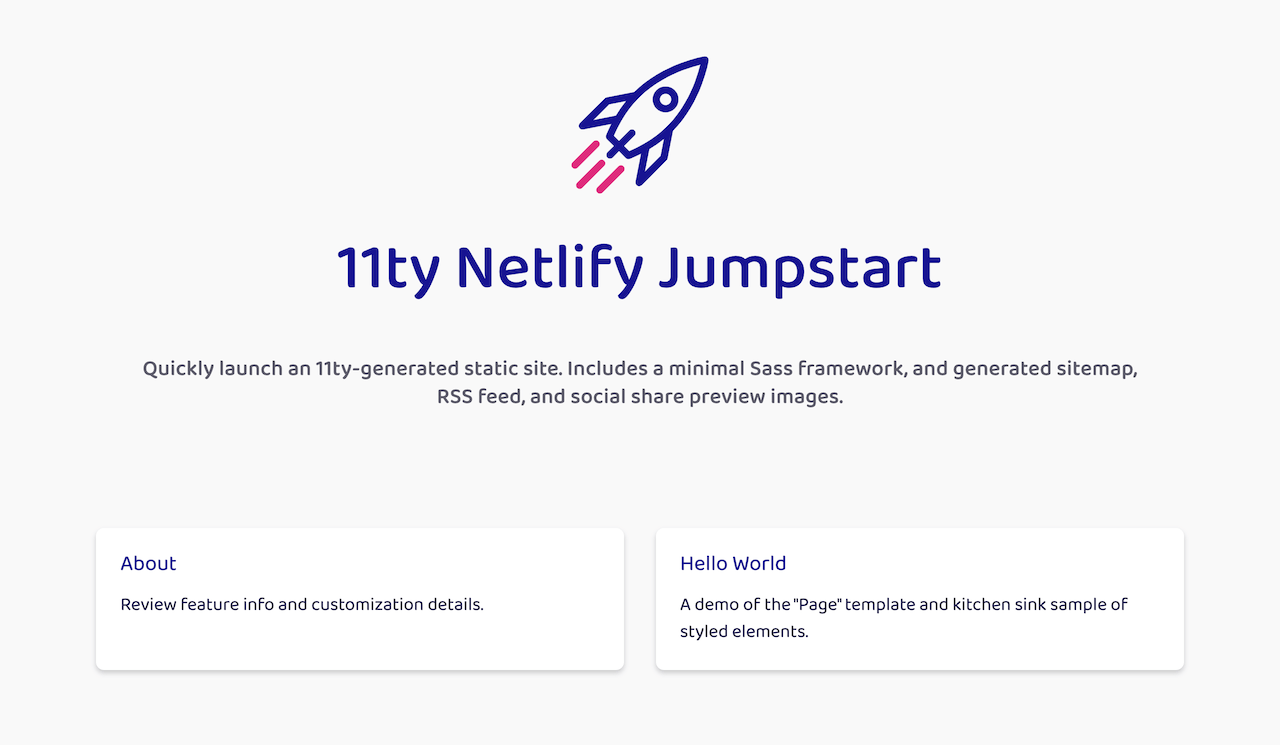 11ty Netlify Jumpstart
Quickly launch an 11ty-generated static site. Includes a minimal Sass framework, and generated sitemap,
RSS feed, and social share preview images.
About
Review feature info and customization details.
Hello World
A demo of the "Page" template and kitchen sink sample of
styled elements.